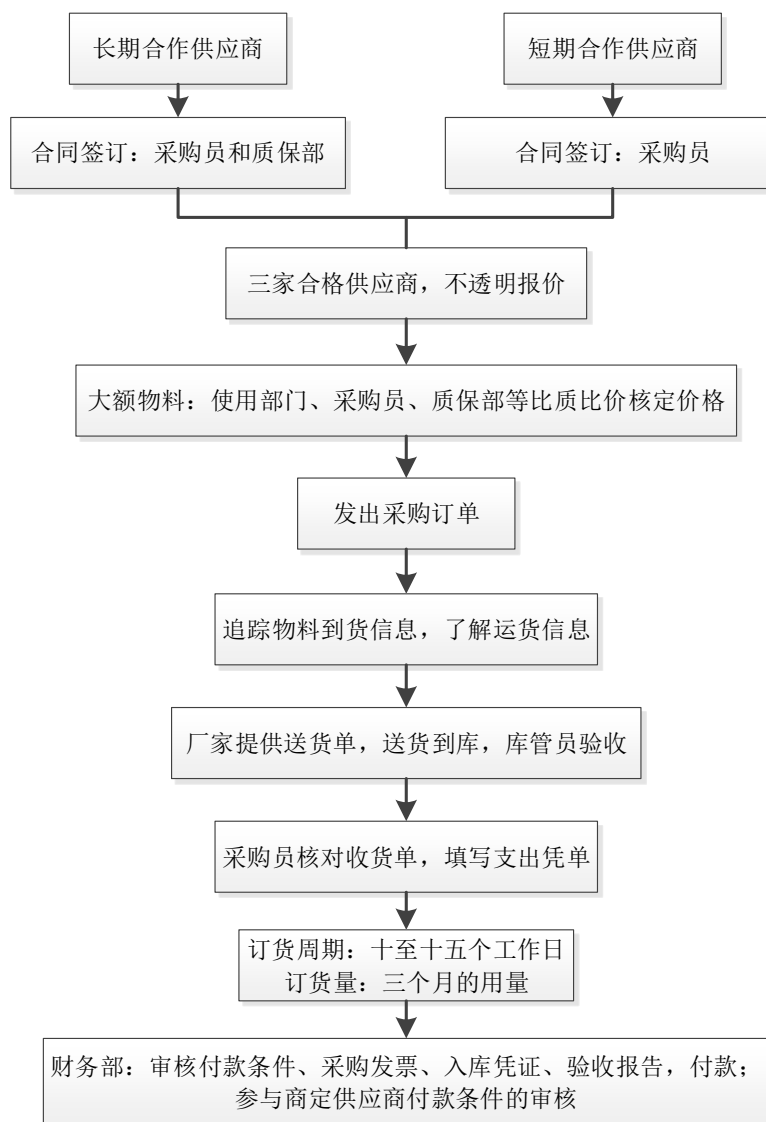 长期合作供应商
短期合作供应商
合同签订：采购员和质保部
合同签订：采购员
三家合格供应商，不透明报价
大额物料：使用部门、采购员、质保部等比质比价核定价格
发出采购订单
追踪物料到货信息，了解运货信息
厂家提供送货单，送货到库，库管员验收
采购员核对收货单，填写支出凭单
订货周期：十至十五个工作日
订货量：三个月的用量
财务部：审核付款条件、采购发票、入库凭证、验收报告，付款；
参与商定供应商付款条件的审核